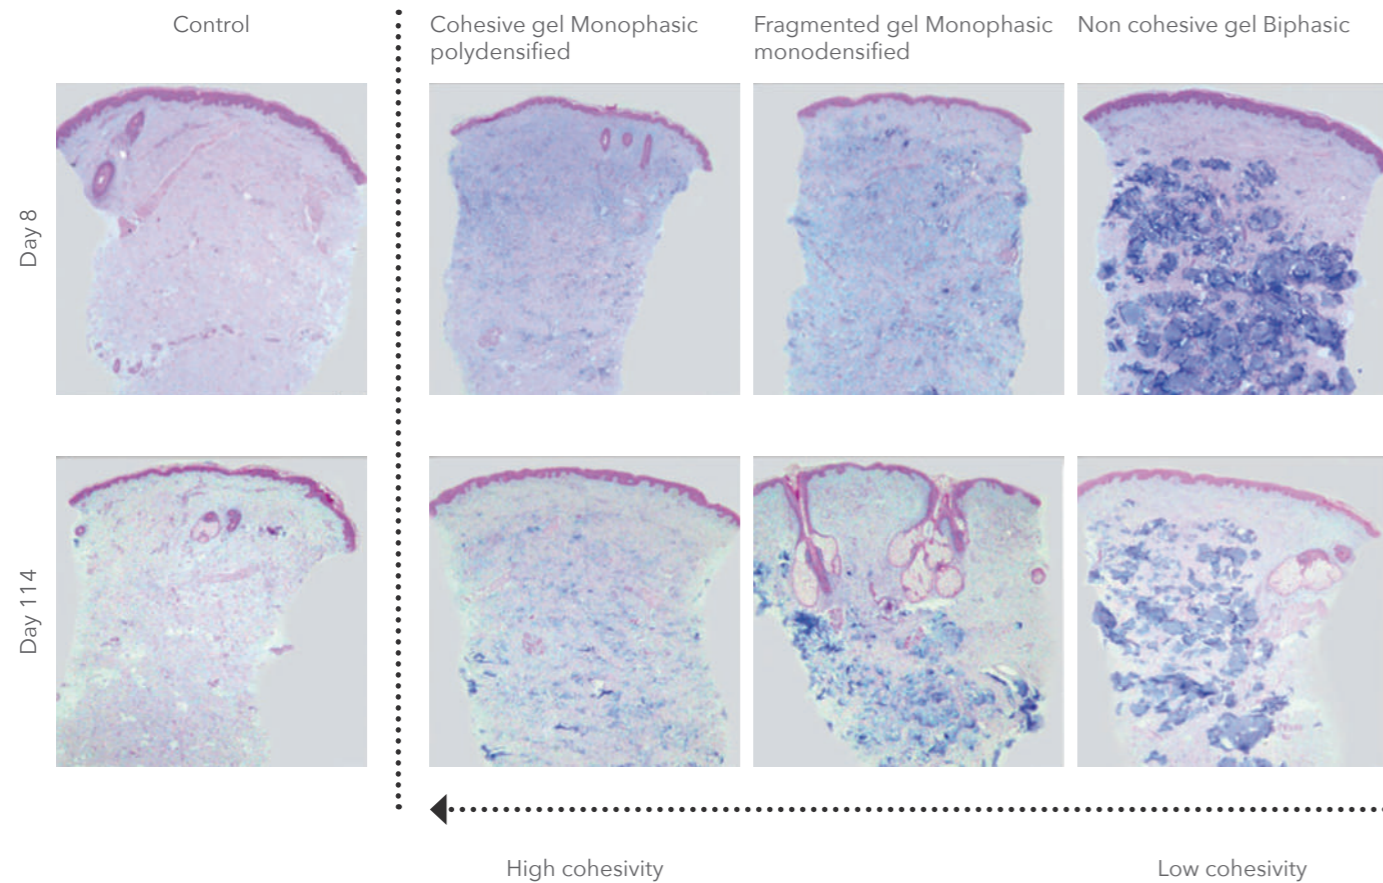 Control
Cohesive gel Monophasic
polydensified
Fragmented gel Monophasic
monodensified
Non cohesive gel Biphasic
Day 8
Day 114
High cohesivity
Low cohesivity